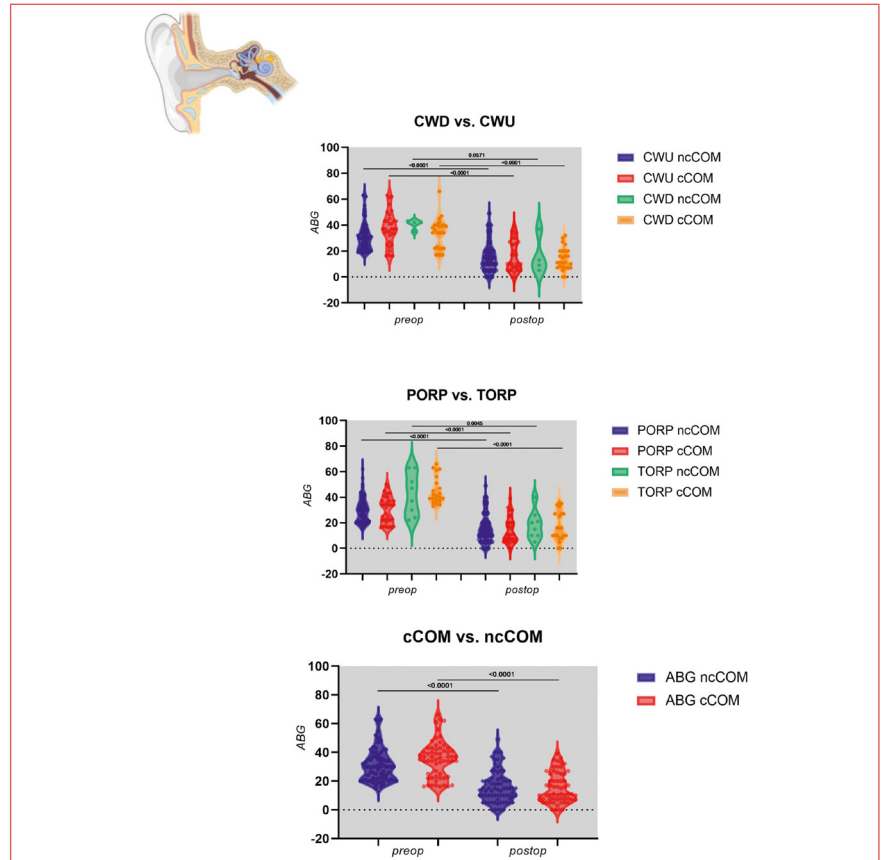 CWD vs. CWU
100
80
60
40
20
0
-20
ABG
0.0571
<0.0001
<0.0001
<0.0001
preop
postop
CWU ncCOM
CWU cCOM
CWD ncCOM
CWD cCOM
PORP vs. TORP
100
80
60
40
20
0
-20
ABG
0.0045
<0.0001
<0.0001
<0.0001
preop
postop
PORP ncCOM
PORP cCOM
TORP ncCOM
TORP cCOM
cCOM vs. ncCOM
100
80
60
40
20
0
-20
ABG
<0.0001
<0.0001
preop
postop
ABG ncCOM
ABG cCOM